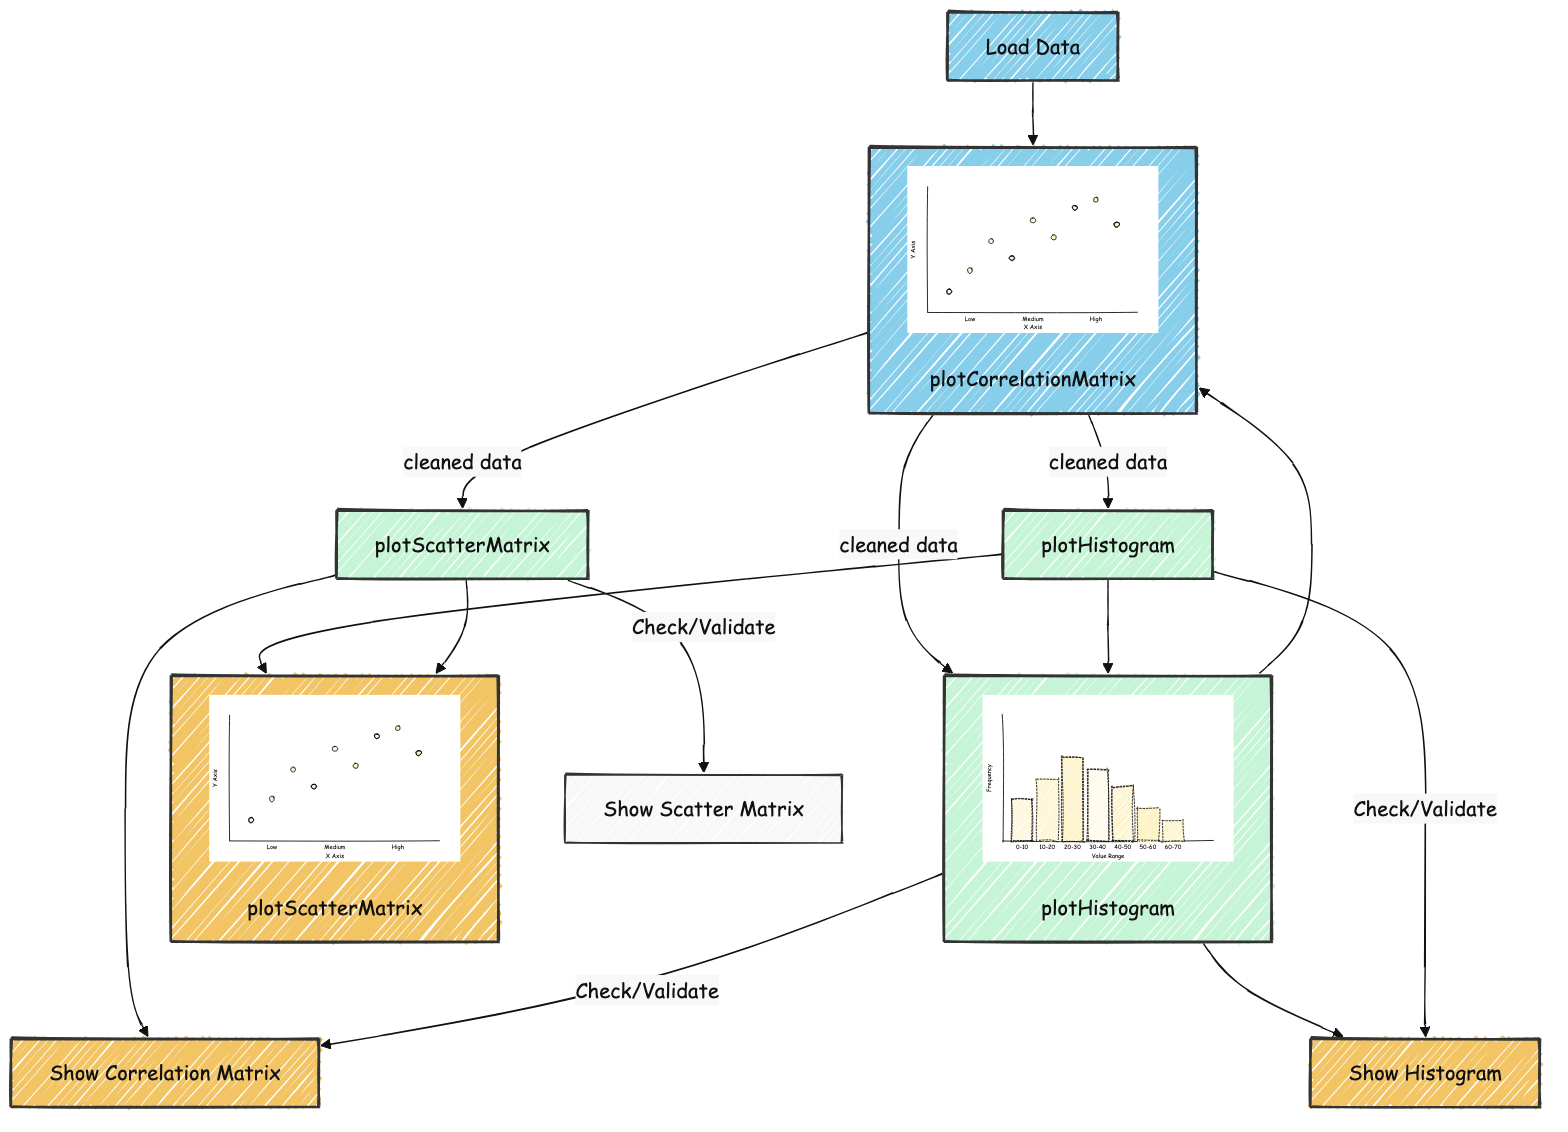 Load Data
Y Axis
Low Medium High
X Axis
plotCorrelationMatrix
cleaned data
cleaned data
plotScatterMatrix
cleaned data
plotHistogram
Check/Validate
Y Axis
Low Medium High
X Axis
plotScatterMatrix
Show Scatter Matrix
Frequency
0-10 10-20 20-30 30-40 40-50 50-60 60-70
Value Range
plotHistogram
Check/Validate
Check/Validate
Show Correlation Matrix
Show Histogram